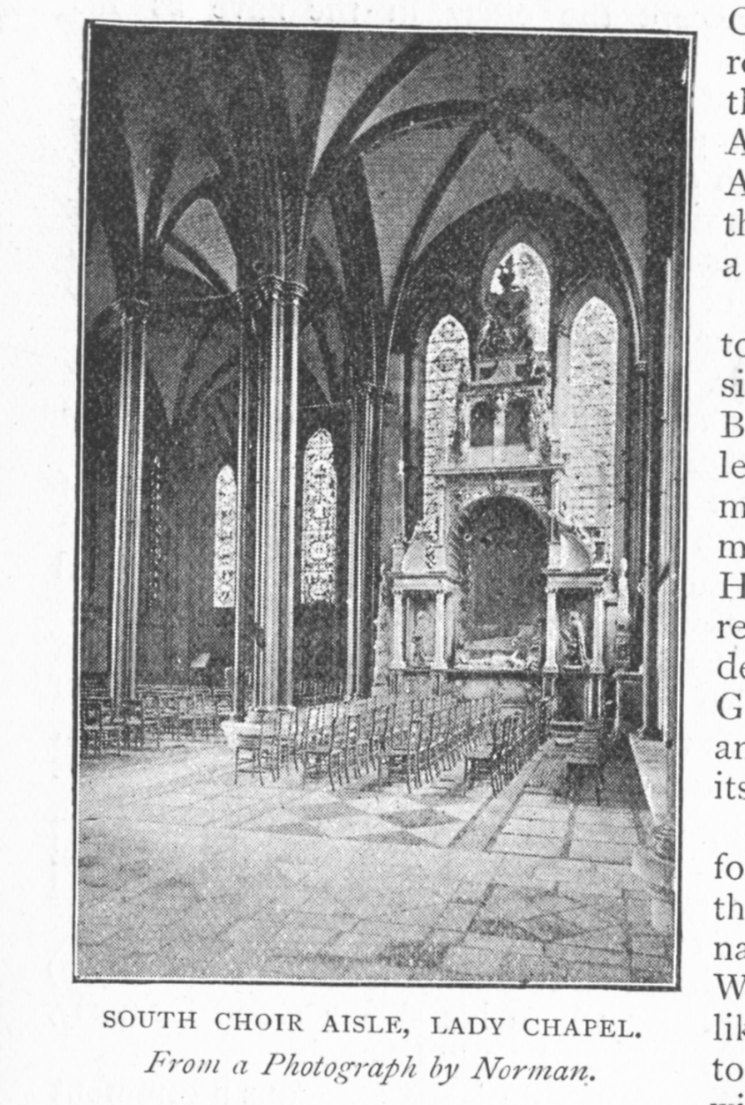 SOUTH CHOIR AISLE, LADY CHAPEL.
From a Photograph by Norman.
re
th
A
A
th
a
to
si
B
le
m
m
H
re
de
G
an
its
fo
th
na
W
lik
to